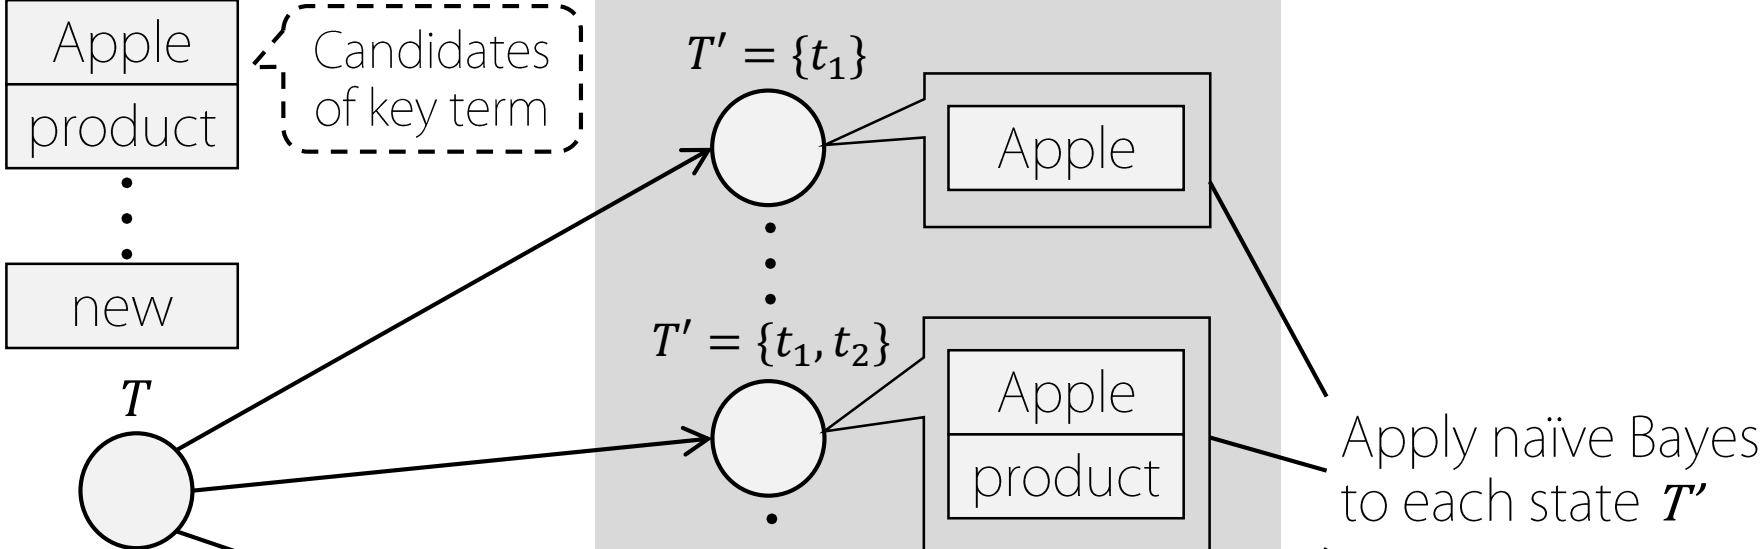 Apple
product
new
Candidates
of key term
T
T′ = {t₁}
Apple
T′ = {t₁, t₂}
Apple
product
Apply naïve Bayes
to each state T′